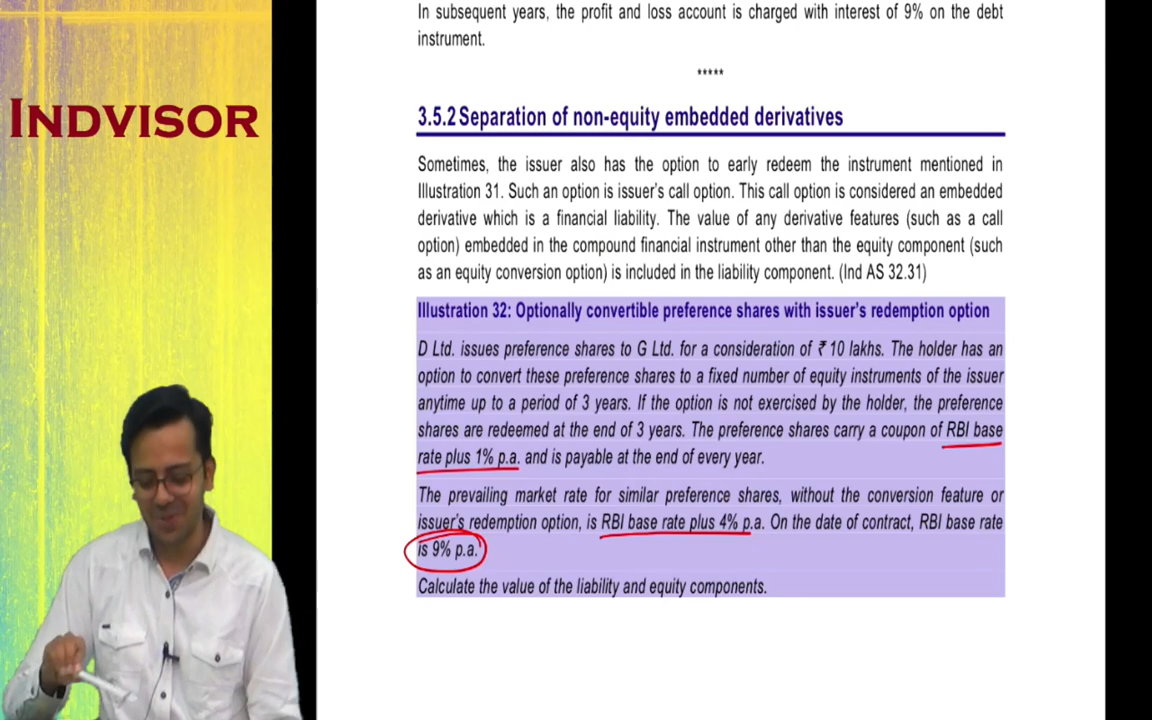 In subsequent years, the profit and loss account is charged with interest of 9% on the debt
instrument.
*****
INDVISOR
3.5.2 Separation of non-equity embedded derivatives
Sometimes, the issuer also has the option to early redeem the instrument mentioned in
Illustration 31. Such an option is issuer's call option. This call option is considered an embedded
derivative which is a financial liability. The value of any derivative features (such as a call
option) embedded in the compound financial instrument other than the equity component (such
as an equity conversion option) is included in the liability component. (Ind AS 32.31)
Illustration 32: Optionally convertible preference shares with issuer's redemption option
D Ltd. issues preference shares to G Ltd. for a consideration of ₹ 10 lakhs. The holder has an
option to convert these preference shares to a fixed number of equity instruments of the issuer
anytime up to a period of 3 years. If the option is not exercised by the holder, the preference
shares are redeemed at the end of 3 years. The preference shares carry a coupon of RBI base
rate plus 1% p.a. and is payable at the end of every year.
The prevailing market rate for similar preference shares, without the conversion feature or
issuer's redemption option, is RBI base rate plus 4% p.a. On the date of contract, RBI base rate
is 9% p.a.
Calculate the value of the liability and equity components.